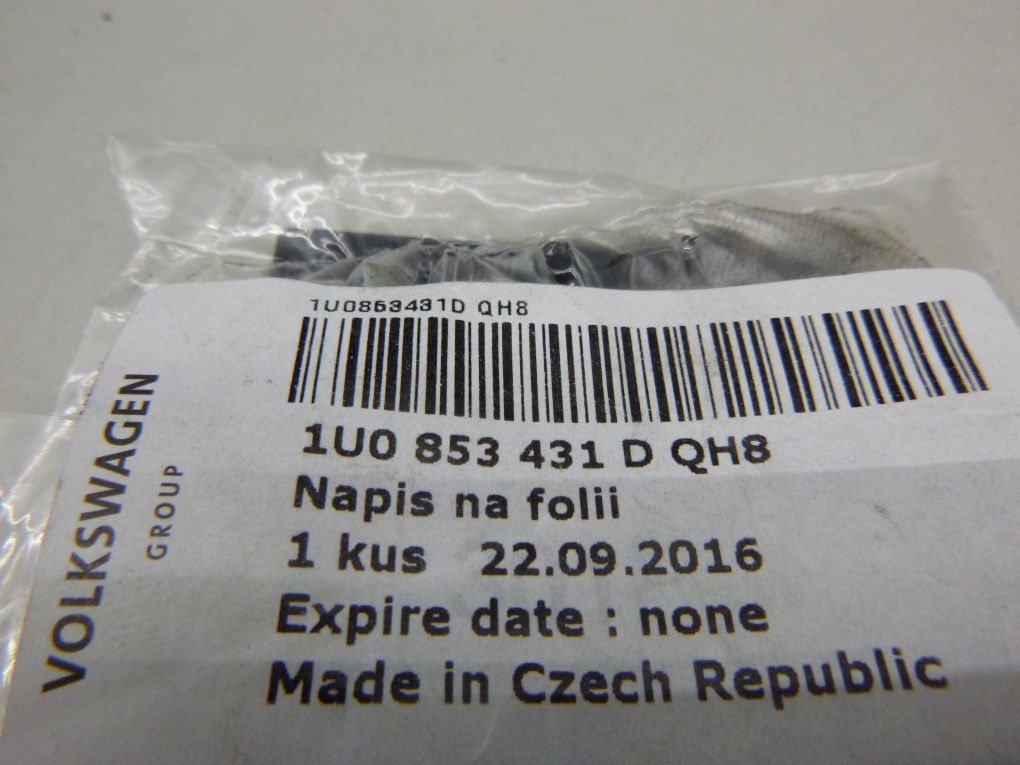 1U0853431D QH8
1U0 853 431 D QH8
Napis na folii
1 kus 22.09.2016
Expire date : none
Made in Czech Republic
VOLKSWAGEN
GROUP